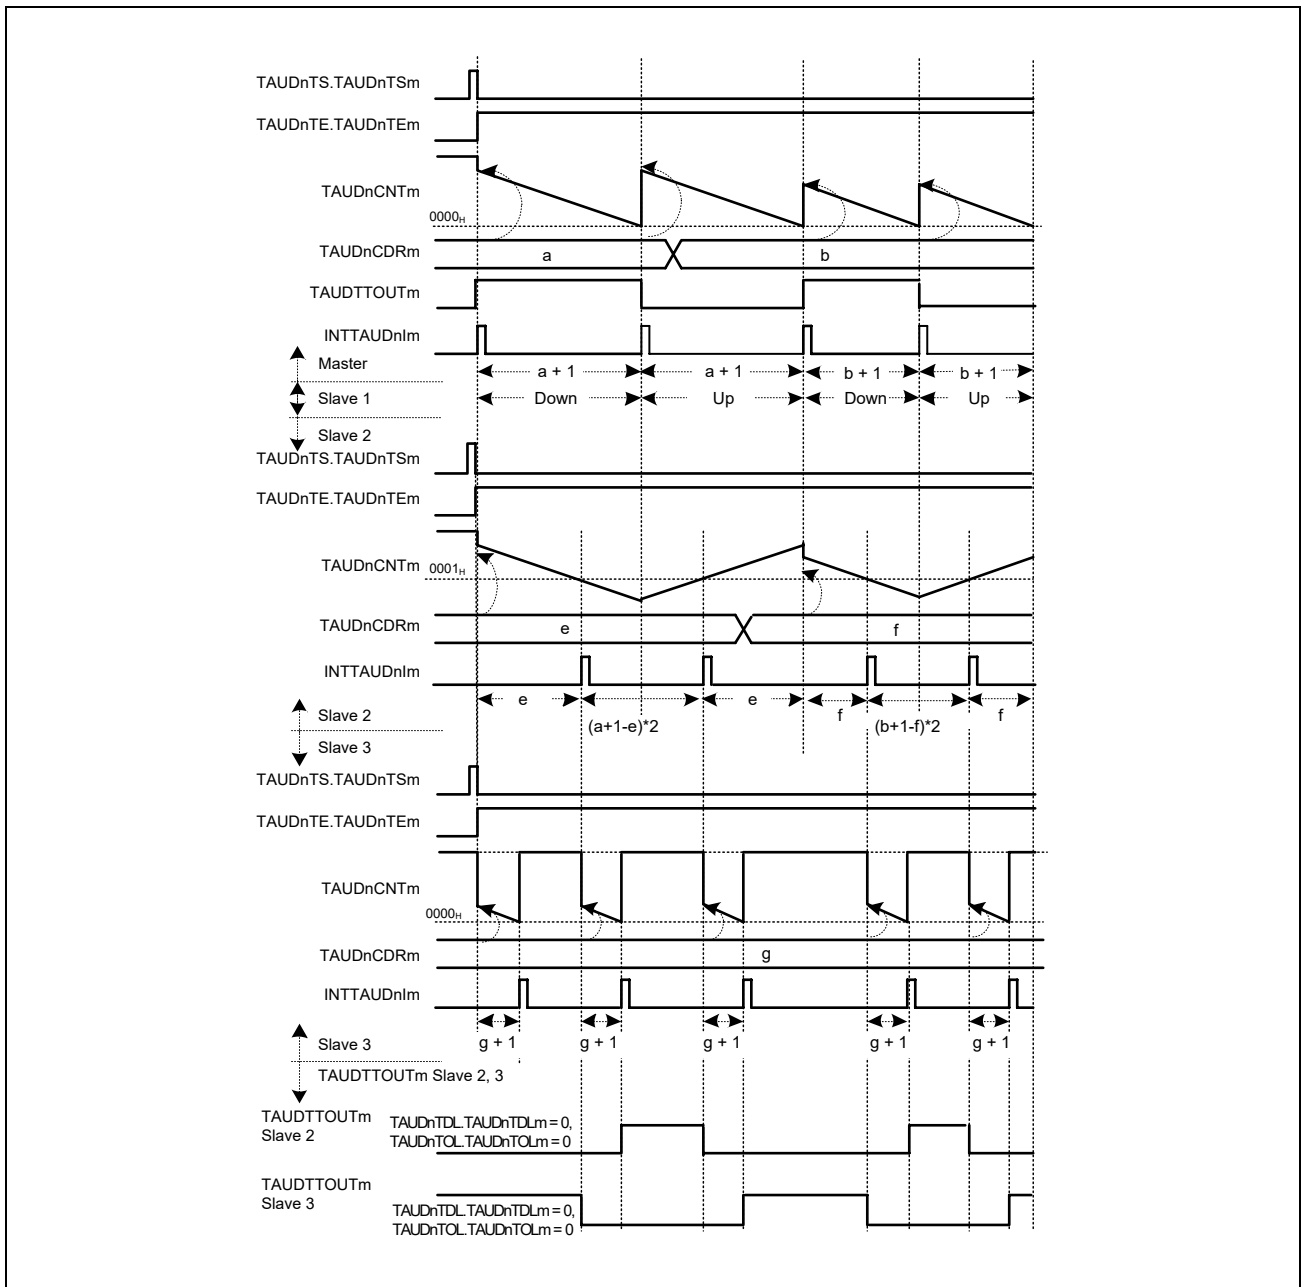 TAUDnTS.TAUDnTSm
TAUDnTE.TAUDnTEm
TAUDnCNTm
0000H
TAUDnCDRm
a
b
TAUDTTOUTm
INTTAUDnIm
Master
a + 1
a + 1
b + 1
b + 1
Slave 1
Down
Up
Down
Up
Slave 2
TAUDnTS.TAUDnTSm
TAUDnTE.TAUDnTEm
TAUDnCNTm
0001H
TAUDnCDRm
e
f
INTTAUDnIm
e
e
f
f
Slave 2
(a+1-e)*2
(b+1-f)*2
Slave 3
TAUDnTS.TAUDnTSm
TAUDnTE.TAUDnTEm
TAUDnCNTm
0000H
TAUDnCDRm
g
INTTAUDnIm
Slave 3
g + 1
g + 1
g + 1
g + 1
g + 1
TAUDTTOUTm Slave 2, 3
TAUDTTOUTm
Slave 2
TAUDnTDL.TAUDnTDLm = 0,
TAUDnTOL.TAUDnTOLm = 0
TAUDTTOUTm
Slave 3
TAUDnTDL.TAUDnTDLm = 0,
TAUDnTOL.TAUDnTOLm = 0